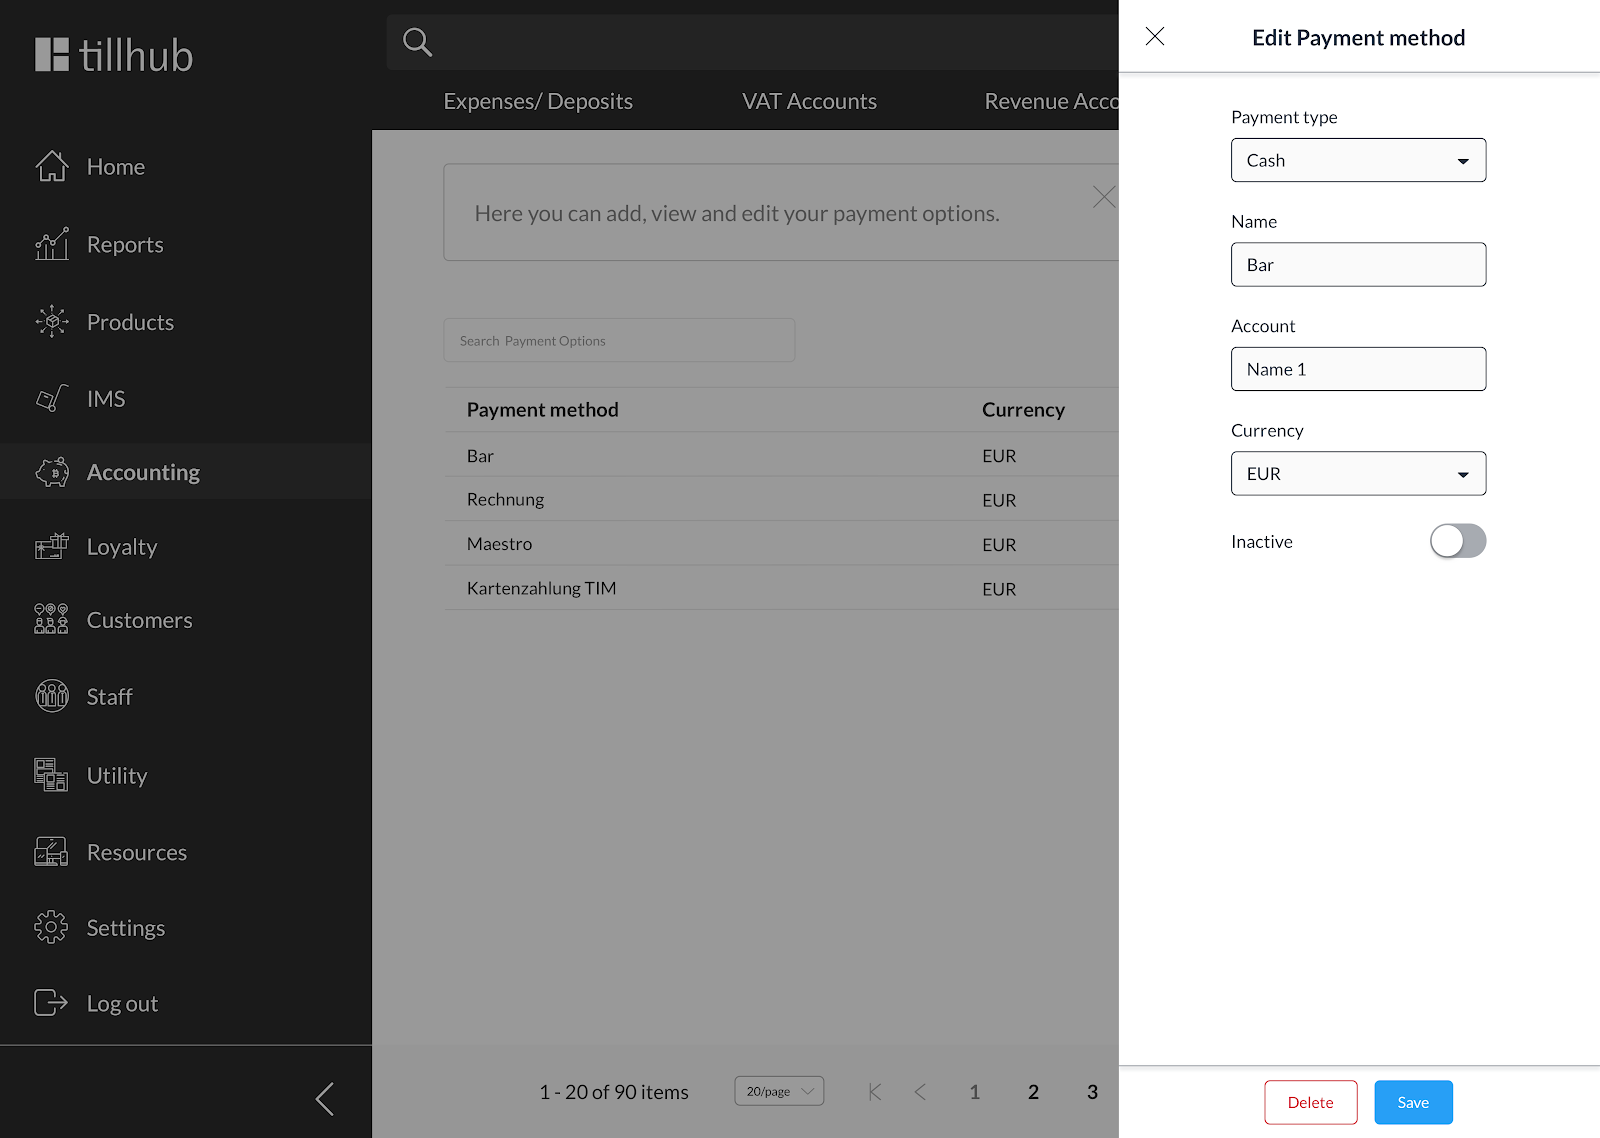 tillhub
Home
Reports
Products
IMS
Accounting
Loyalty
Customers
Staff
Utility
Resources
Settings
Log out
Expenses/ Deposits VAT Accounts Revenue Acco
Here you can add, view and edit your payment options.
Search Payment Options
Payment method Currency
Bar EUR
Rechnung EUR
Maestro EUR
Kartenzahlung TIM EUR
1 - 20 of 90 items 20/page 1 2 3
Edit Payment method
Payment type
Cash
Name
Bar
Account
Name 1
Currency
EUR
Inactive
Delete Save